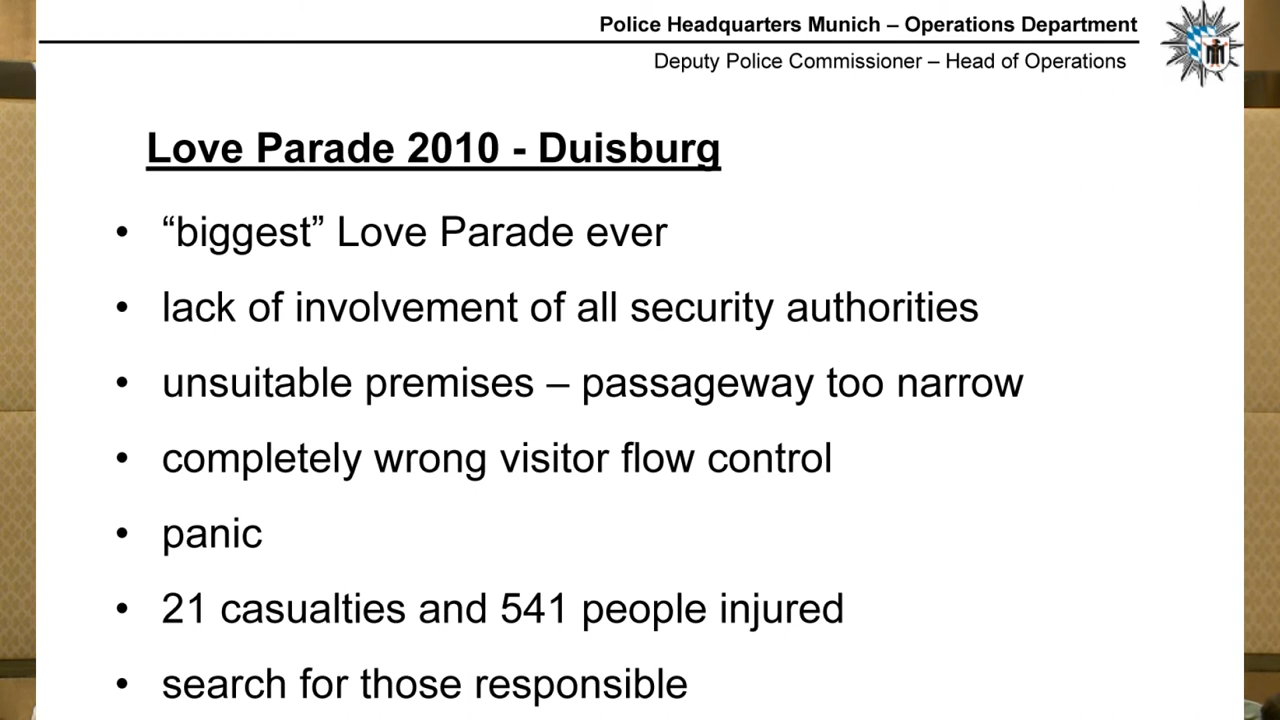 Police Headquarters Munich – Operations Department
Deputy Police Commissioner – Head of Operations
Love Parade 2010 - Duisburg
• “biggest” Love Parade ever
• lack of involvement of all security authorities
• unsuitable premises – passageway too narrow
• completely wrong visitor flow control
• panic
• 21 casualties and 541 people injured
• search for those responsible